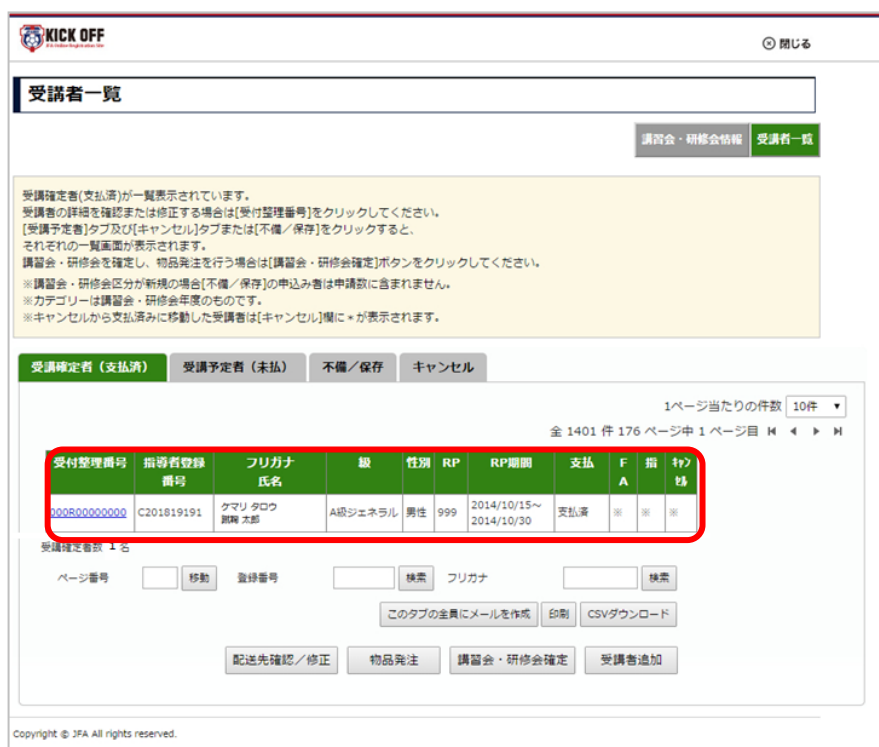 KICK OFF
JFA Online Registration Site
閉じる
受講者一覧
講習会・研修会情報 受講者一覧
受講確定者(支払済)が一覧表示されています。
受講者の詳細を確認または修正する場合は[受付整理番号]をクリックしてください。
[受講予定者]タブ及び[キャンセル]タブまたは[不備/保存]をクリックすると、
それぞれの一覧画面が表示されます。
講習会・研修会を確定し、物品発注を行う場合は[講習会・研修会確定]ボタンをクリックしてください。
※講習会・研修会区分が新規の場合[不備/保存]の申込み者は申請数に含まれません。
※カテゴリーは講習会・研修会年度のものです。
※キャンセルから支払済みに移動した受講者は[キャンセル]欄に*が表示されます。
受講確定者(支払済) 受講予定者(未払) 不備/保存 キャンセル
1ページ当たりの件数 10件
全 1401 件 176 ページ中 1 ページ目
受付整理番号 指導者登録番号 フリガナ 氏名 級 性別 RP RP期間 支払 FA 指 ｷｬﾝｾﾙ
000R00000000 C201819191 ケマリ タロウ 蹴鞠 太郎 A級ジェネラル 男性 999 2014/10/15～2014/10/30 支払済 ※ ※ ※
受講確定者数 1 名
ページ番号 移動 登録番号 検索 フリガナ 検索
このタブの全員にメールを作成 印刷 CSVダウンロード
配送先確認/修正 物品発注 講習会・研修会確定 受講者追加
Copyright © JFA All rights reserved.